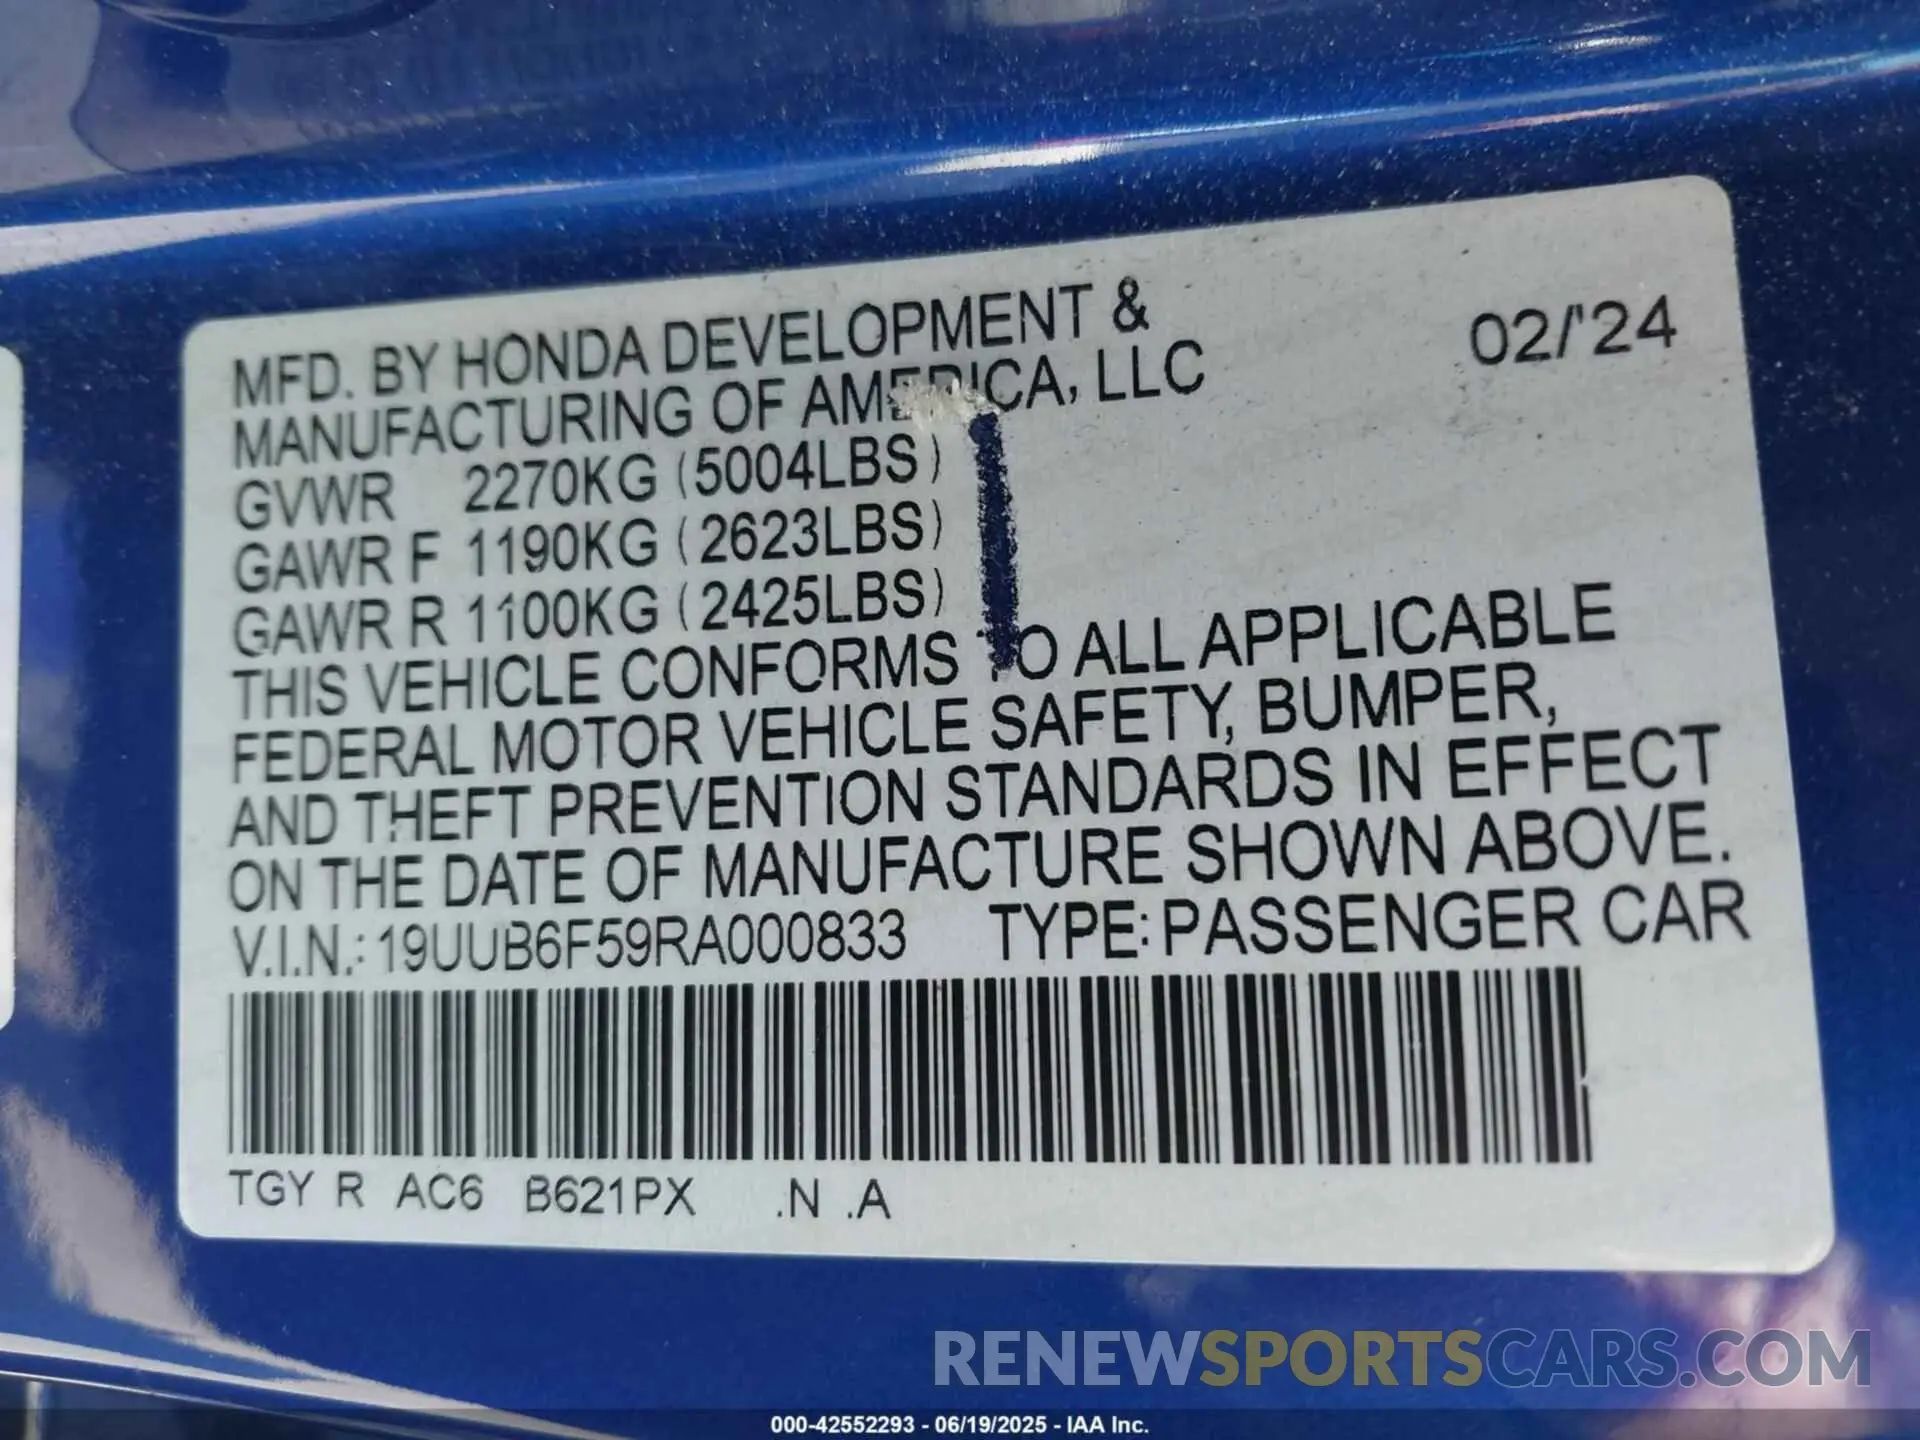 MFD. BY HONDA DEVELOPMENT &
MANUFACTURING OF AMERICA, LLC
02/'24
GVWR 2270KG (5004LBS)
GAWR F 1190KG (2623LBS)
GAWR R 1100KG (2425LBS)
THIS VEHICLE CONFORMS TO ALL APPLICABLE
FEDERAL MOTOR VEHICLE SAFETY, BUMPER,
AND THEFT PREVENTION STANDARDS IN EFFECT
ON THE DATE OF MANUFACTURE SHOWN ABOVE.
V.I.N.: 19UUB6F59RA000833 TYPE: PASSENGER CAR
TGY R AC6 B621PX .N .A
RENEWSPORTSCARS.COM
000-42552293 - 06/19/2025 - IAA Inc.